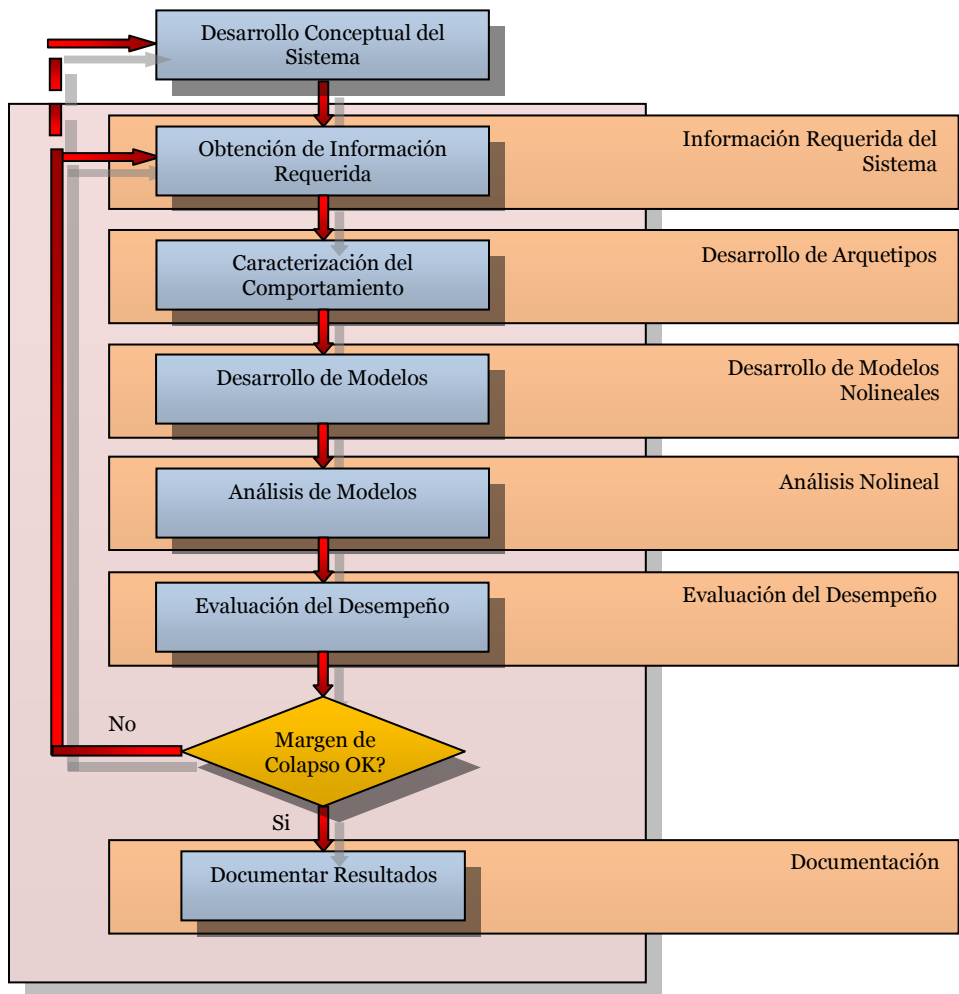 Desarrollo Conceptual del
Sistema
Obtención de Información
Requerida
Información Requerida del
Sistema
Caracterización del
Comportamiento
Desarrollo de Arquetipos
Desarrollo de Modelos
Desarrollo de Modelos
Nolineales
Análisis de Modelos
Análisis Nolineal
Evaluación del Desempeño
Evaluación del Desempeño
No
Margen de
Colapso OK?
Si
Documentar Resultados
Documentación